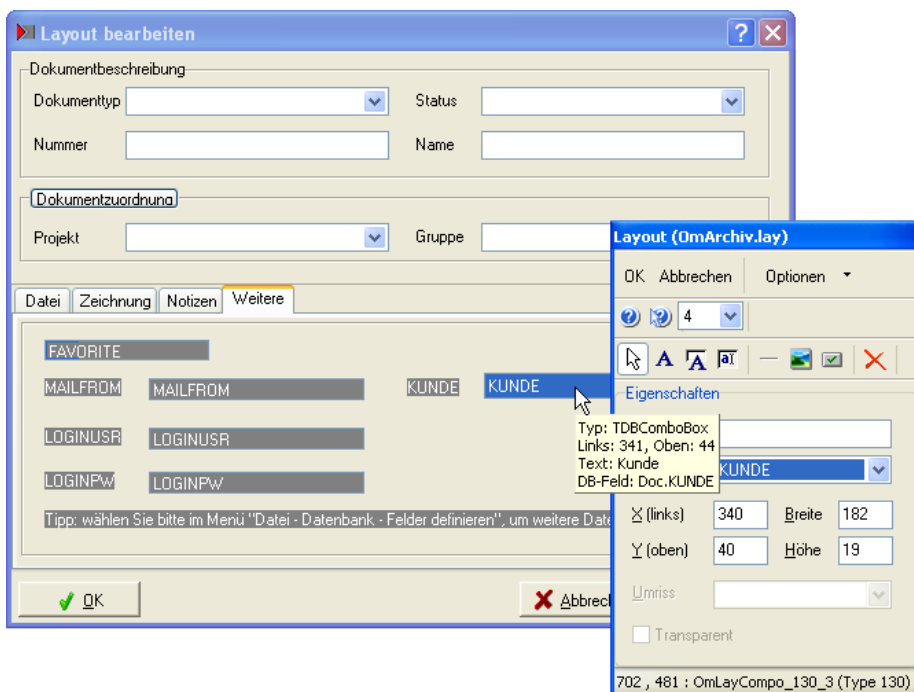 Layout bearbeiten
Dokumentbeschreibung
Dokumenttyp
Status
Nummer
Name
Dokumentzuordnung
Projekt
Gruppe
Datei Zeichnung Notizen Weitere
FAVORITE
MAILFROM MAILFROM KUNDE KUNDE
LOGINUSR LOGINUSR
LOGINPW LOGINPW
Tipp: wählen Sie bitte im Menü "Datei - Datenbank - Felder definieren", um weitere
OK
Layout (OmArchiv.lay)
OK Abbrechen Optionen
4
A A aI
Eigenschaften
Typ: TDBComboBox
Links: 341, Oben: 44
Text: Kunde
DB-Feld: Doc.KUNDE
KUNDE
X (links) 340 Breite 182
Y (oben) 40 Höhe 19
Umriss
Transparent
702 , 481 : OmLayCompo_130_3 (Type 130)